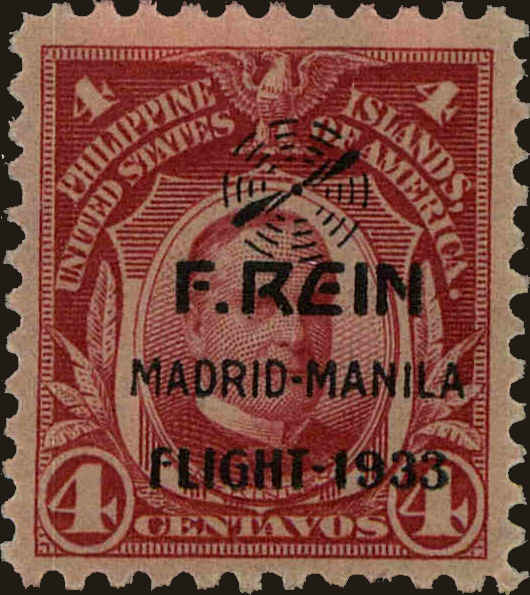 4 4
PHILIPPINE ISLANDS,
UNITED STATES OF AMERICA.
F.REIN
MADRID-MANILA
FLIGHT-1933
4 CENTAVOS 4